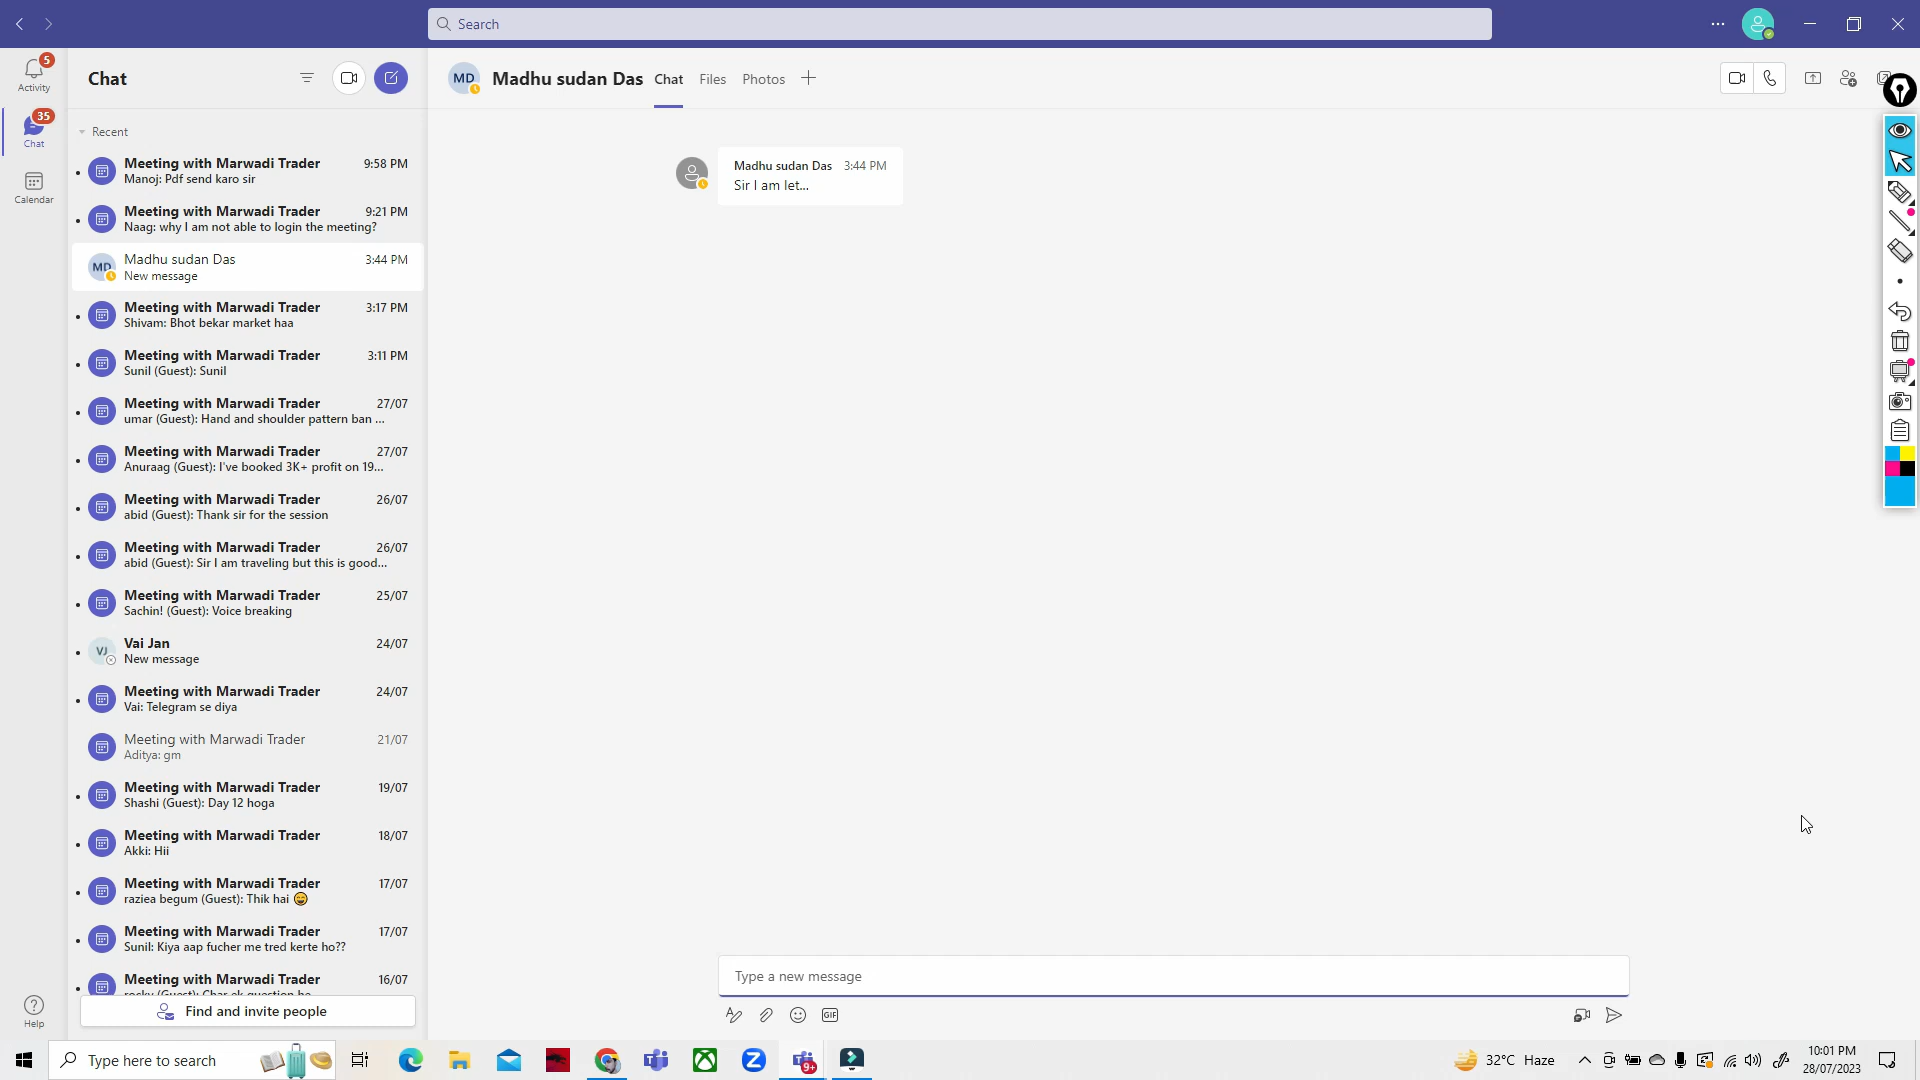 Search
5
Activity
35
Chat
Calendar
Help
Chat
Recent
Meeting with Marwadi Trader 9:58 PM
Manoj: Pdf send karo sir
Meeting with Marwadi Trader 9:21 PM
Naag: why I am not able to login the meeting?
MD Madhu sudan Das 3:44 PM
New message
Meeting with Marwadi Trader 3:17 PM
Shivam: Bhot bekar market haa
Meeting with Marwadi Trader 3:11 PM
Sunil (Guest): Sunil
Meeting with Marwadi Trader 27/07
umar (Guest): Hand and shoulder pattern ban ...
Meeting with Marwadi Trader 27/07
Anuraag (Guest): I've booked 3K+ profit on 19...
Meeting with Marwadi Trader 26/07
abid (Guest): Thank sir for the session
Meeting with Marwadi Trader 26/07
abid (Guest): Sir I am traveling but this is good...
Meeting with Marwadi Trader 25/07
Sachin! (Guest): Voice breaking
VJ Vai Jan 24/07
New message
Meeting with Marwadi Trader 24/07
Vai: Telegram se diya
Meeting with Marwadi Trader 21/07
Aditya: gm
Meeting with Marwadi Trader 19/07
Shashi (Guest): Day 12 hoga
Meeting with Marwadi Trader 18/07
Akki: Hii
Meeting with Marwadi Trader 17/07
raziea begum (Guest): Thik hai 😄
Meeting with Marwadi Trader 17/07
Sunil: Kiya aap fucher me tred kerte ho??
Meeting with Marwadi Trader 16/07
Find and invite people
MD Madhu sudan Das Chat Files Photos
Madhu sudan Das 3:44 PM
Sir I am let...
Type a new message
GIF
Type here to search
9+
32°C Haze
10:01 PM
28/07/2023